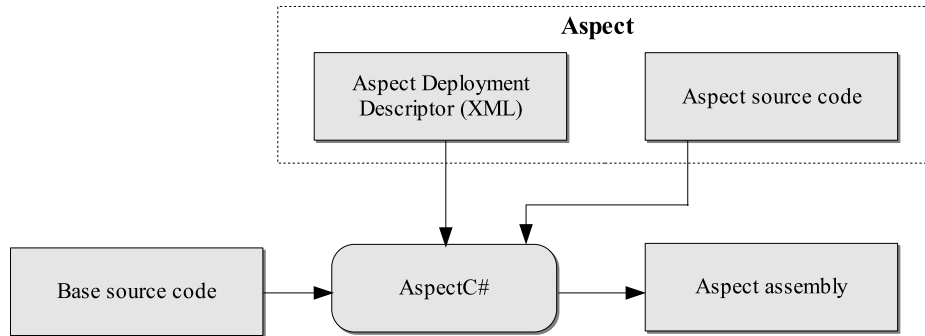 Aspect
Aspect Deployment
Descriptor (XML)
Aspect source code
Base source code
AspectC#
Aspect assembly